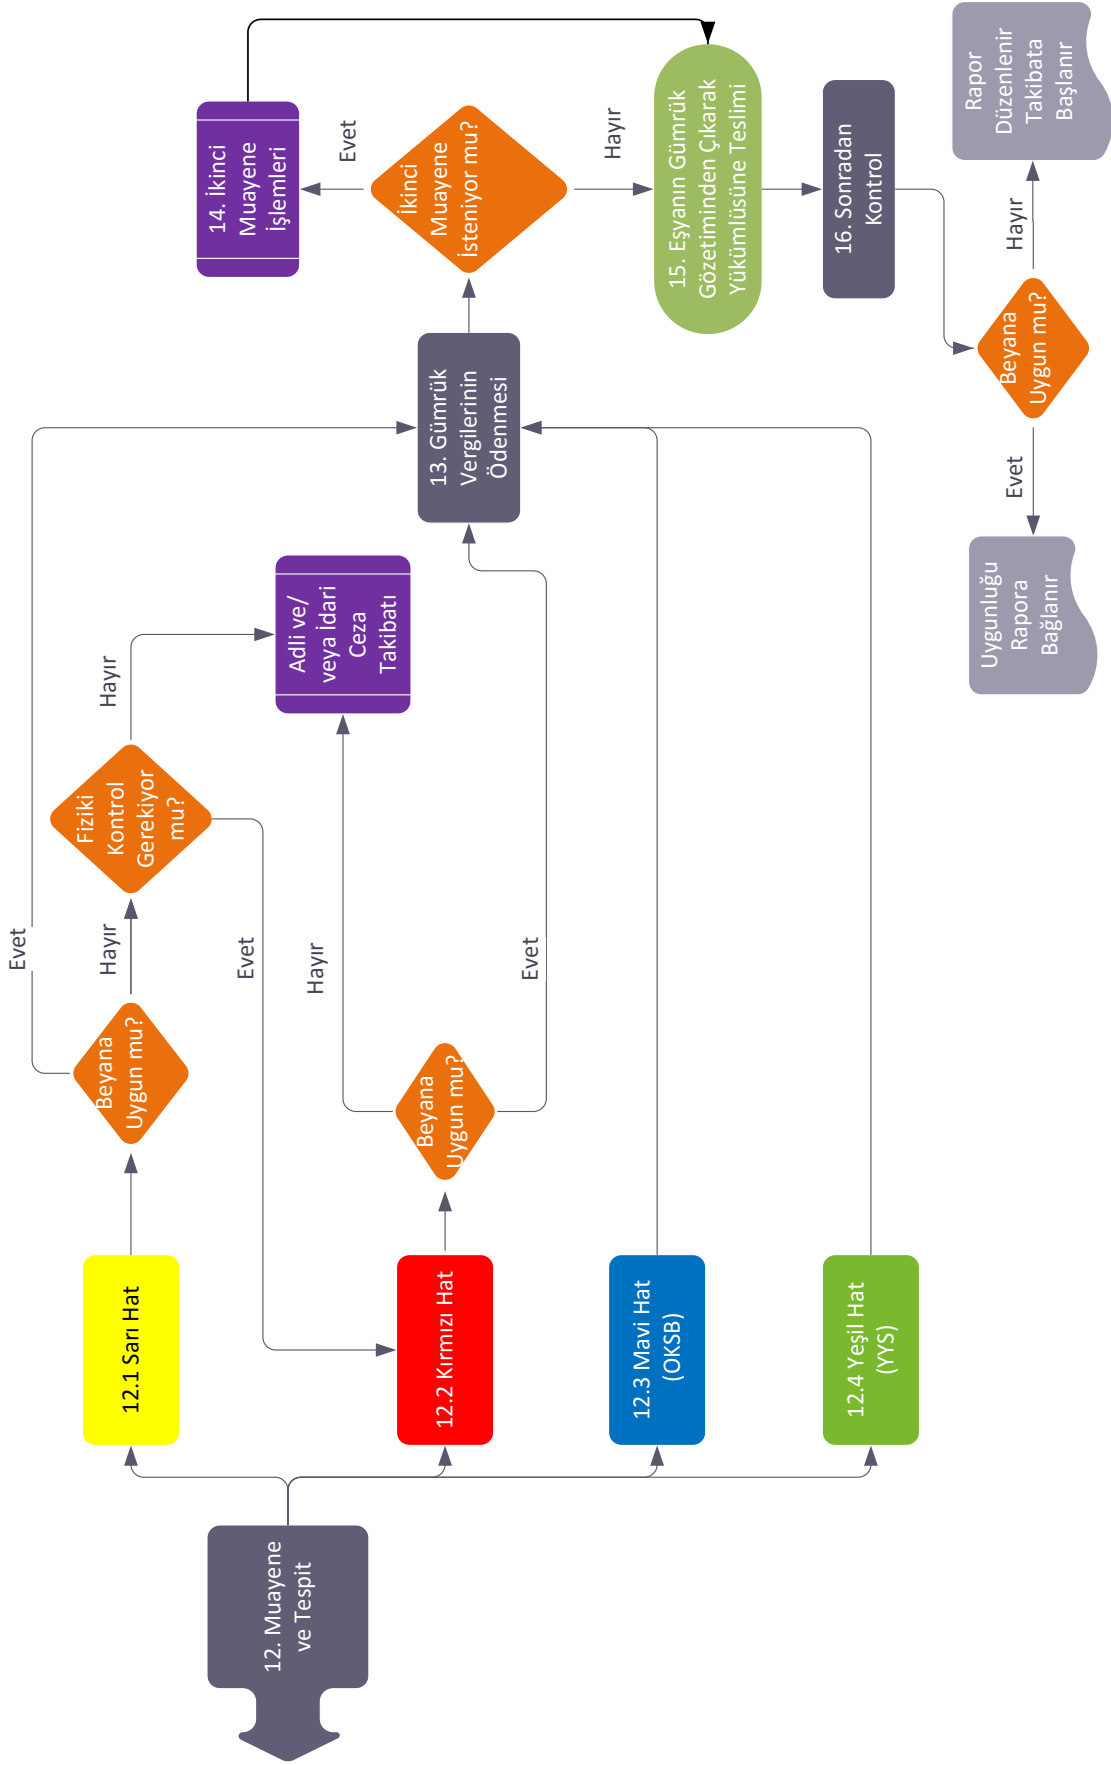 12. Muayene
ve Tespit
12.1 Sarı Hat
12.2 Kırmızı Hat
12.3 Mavi Hat
(OKSB)
12.4 Yeşil Hat
(YYS)
Beyana
Uygun mu?
Evet
Hayır
Fiziki
Kontrol
Gerekiyor
mu?
Hayır
Evet
Beyana
Uygun mu?
Hayır
Evet
Adli ve/
veya İdari
Ceza
Takibatı
13. Gümrük
Vergilerinin
Ödenmesi
İkinci
Muayene
isteniyor mu?
Evet
Hayır
14. İkinci
Muayene
İşlemleri
15. Eşyanın Gümrük
Gözetiminden Çıkarak
Yükümlüsüne Teslimi
16. Sonradan
Kontrol
Beyana
Uygun mu?
Evet
Hayır
Uygunluğu
Rapora
Bağlanır
Rapor
Düzenlenir
Takibata
Başlanır